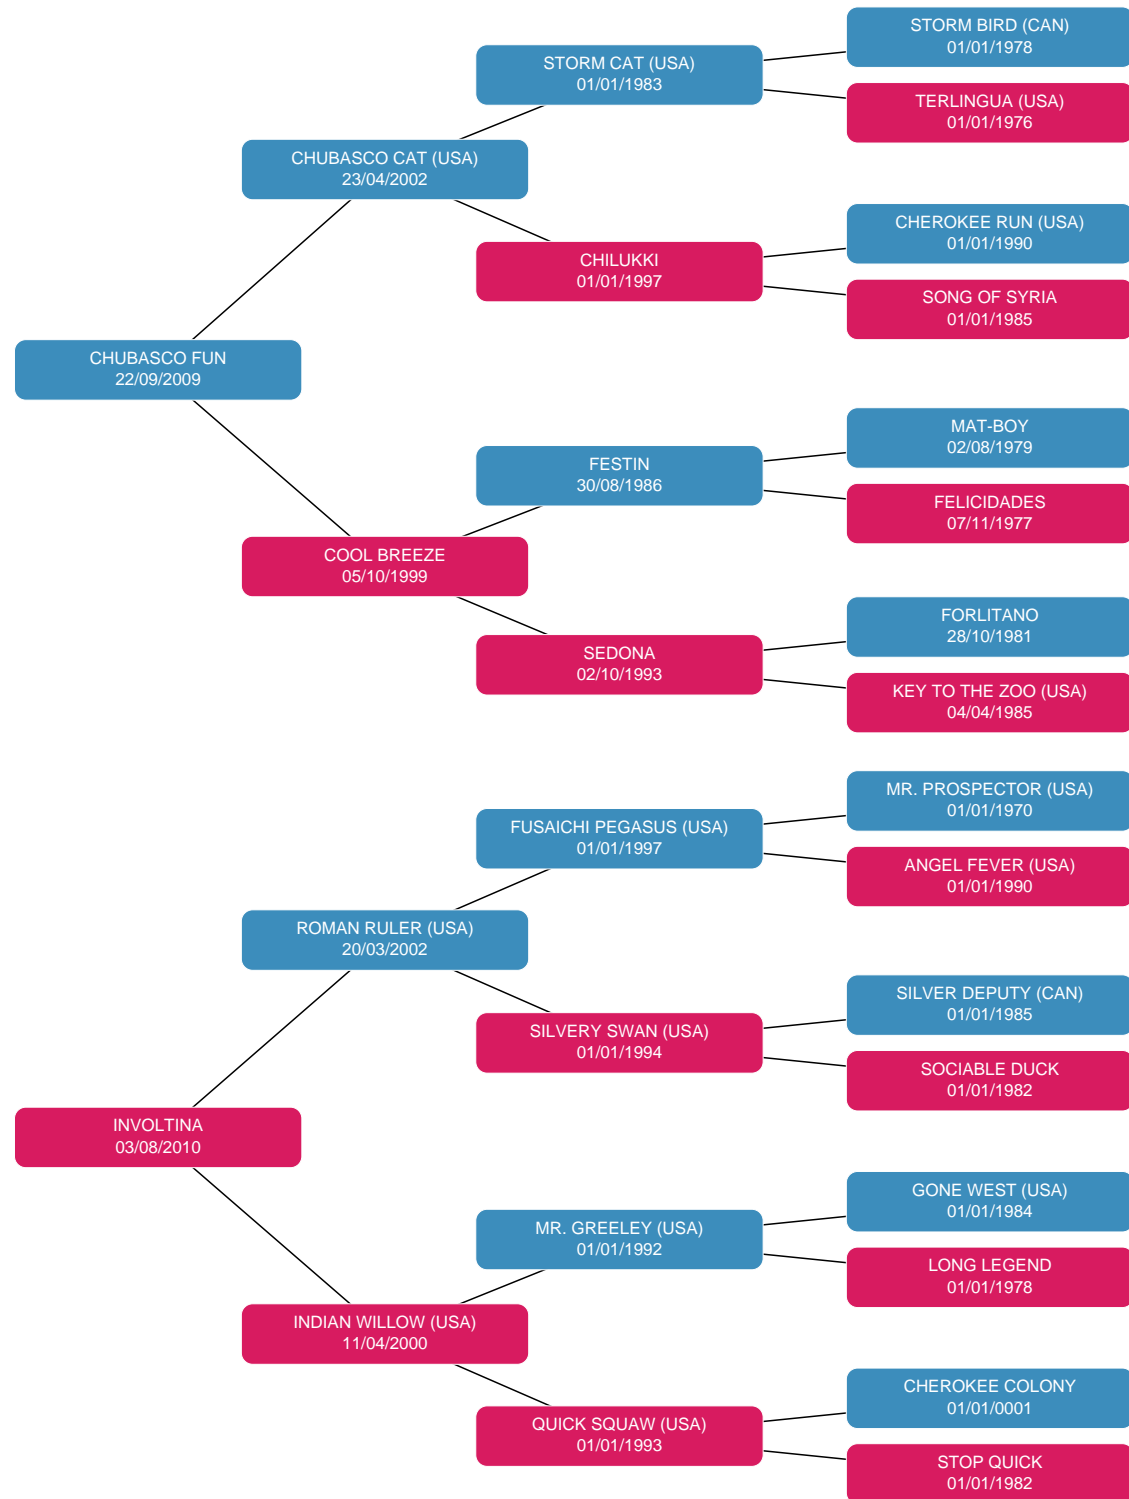 STORM BIRD (CAN)
01/01/1978
STORM CAT (USA)
01/01/1983
TERLINGUA (USA)
01/01/1976
CHUBASCO CAT (USA)
23/04/2002
CHEROKEE RUN (USA)
01/01/1990
CHILUKKI
01/01/1997
SONG OF SYRIA
01/01/1985
CHUBASCO FUN
22/09/2009
MAT-BOY
02/08/1979
FESTIN
30/08/1986
FELICIDADES
07/11/1977
COOL BREEZE
05/10/1999
FORLITANO
28/10/1981
SEDONA
02/10/1993
KEY TO THE ZOO (USA)
04/04/1985
MR. PROSPECTOR (USA)
01/01/1970
FUSAICHI PEGASUS (USA)
01/01/1997
ANGEL FEVER (USA)
01/01/1990
ROMAN RULER (USA)
20/03/2002
SILVER DEPUTY (CAN)
01/01/1985
SILVERY SWAN (USA)
01/01/1994
SOCIABLE DUCK
01/01/1982
INVOLTINA
03/08/2010
GONE WEST (USA)
01/01/1984
MR. GREELEY (USA)
01/01/1992
LONG LEGEND
01/01/1978
INDIAN WILLOW (USA)
11/04/2000
CHEROKEE COLONY
01/01/0001
QUICK SQUAW (USA)
01/01/1993
STOP QUICK
01/01/1982